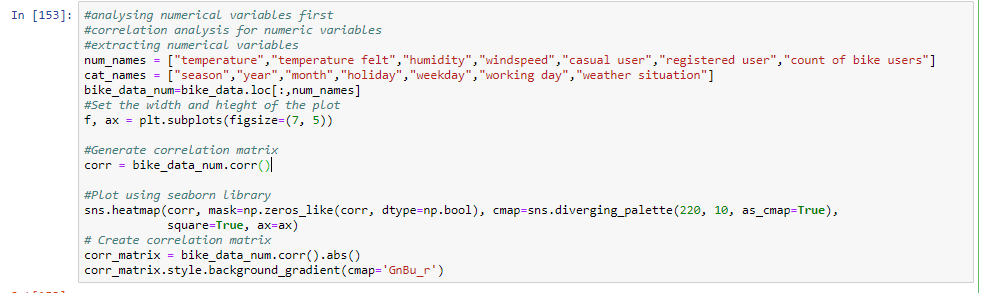 In [153]: #analysing numerical variables first
#correlation analysis for numeric variables
#extracting numerical variables
num_names = ["temperature","temperature felt","humidity","windspeed","casual user","registered user","count of bike users"]
cat_names = ["season","year","month","holiday","weekday","working day","weather situation"]
bike_data_num=bike_data.loc[:,num_names]
#Set the width and hieght of the plot
f, ax = plt.subplots(figsize=(7, 5))

#Generate correlation matrix
corr = bike_data_num.corr()

#Plot using seaborn library
sns.heatmap(corr, mask=np.zeros_like(corr, dtype=np.bool), cmap=sns.diverging_palette(220, 10, as_cmap=True),
            square=True, ax=ax)
# Create correlation matrix
corr_matrix = bike_data_num.corr().abs()
corr_matrix.style.background_gradient(cmap='GnBu_r')